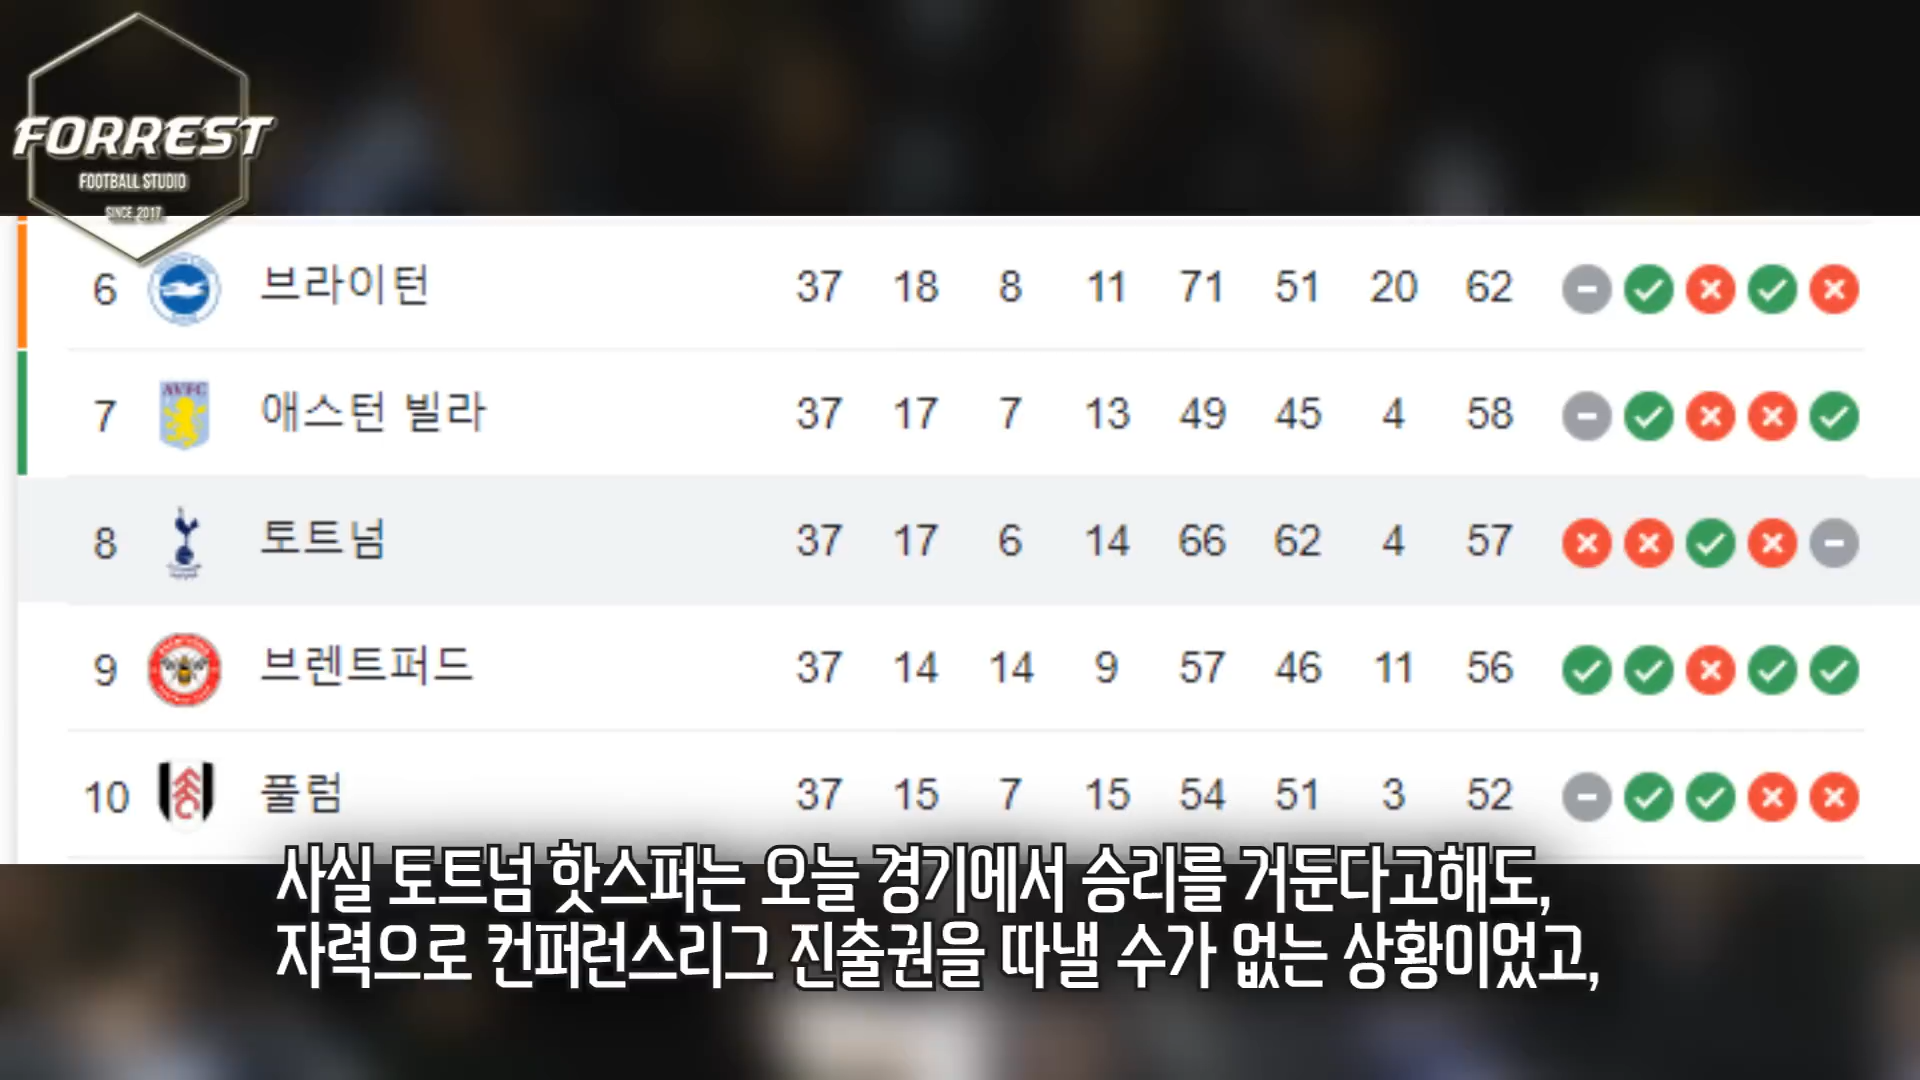 FORREST
FOOTBALL STUDIO
SINCE 2017
6 브라이턴 37 18 8 11 71 51 20 62
AVFC
7 애스턴 빌라 37 17 7 13 49 45 4 58
8 토트넘 37 17 6 14 66 62 4 57
9 브렌트퍼드 37 14 14 9 57 46 11 56
10 풀럼 37 15 7 15 54 51 3 52
사실 토트넘 핫스퍼는 오늘 경기에서 승리를 거둔다고해도,
자력으로 컨퍼런스리그 진출권을 따낼 수가 없는 상황이었고,